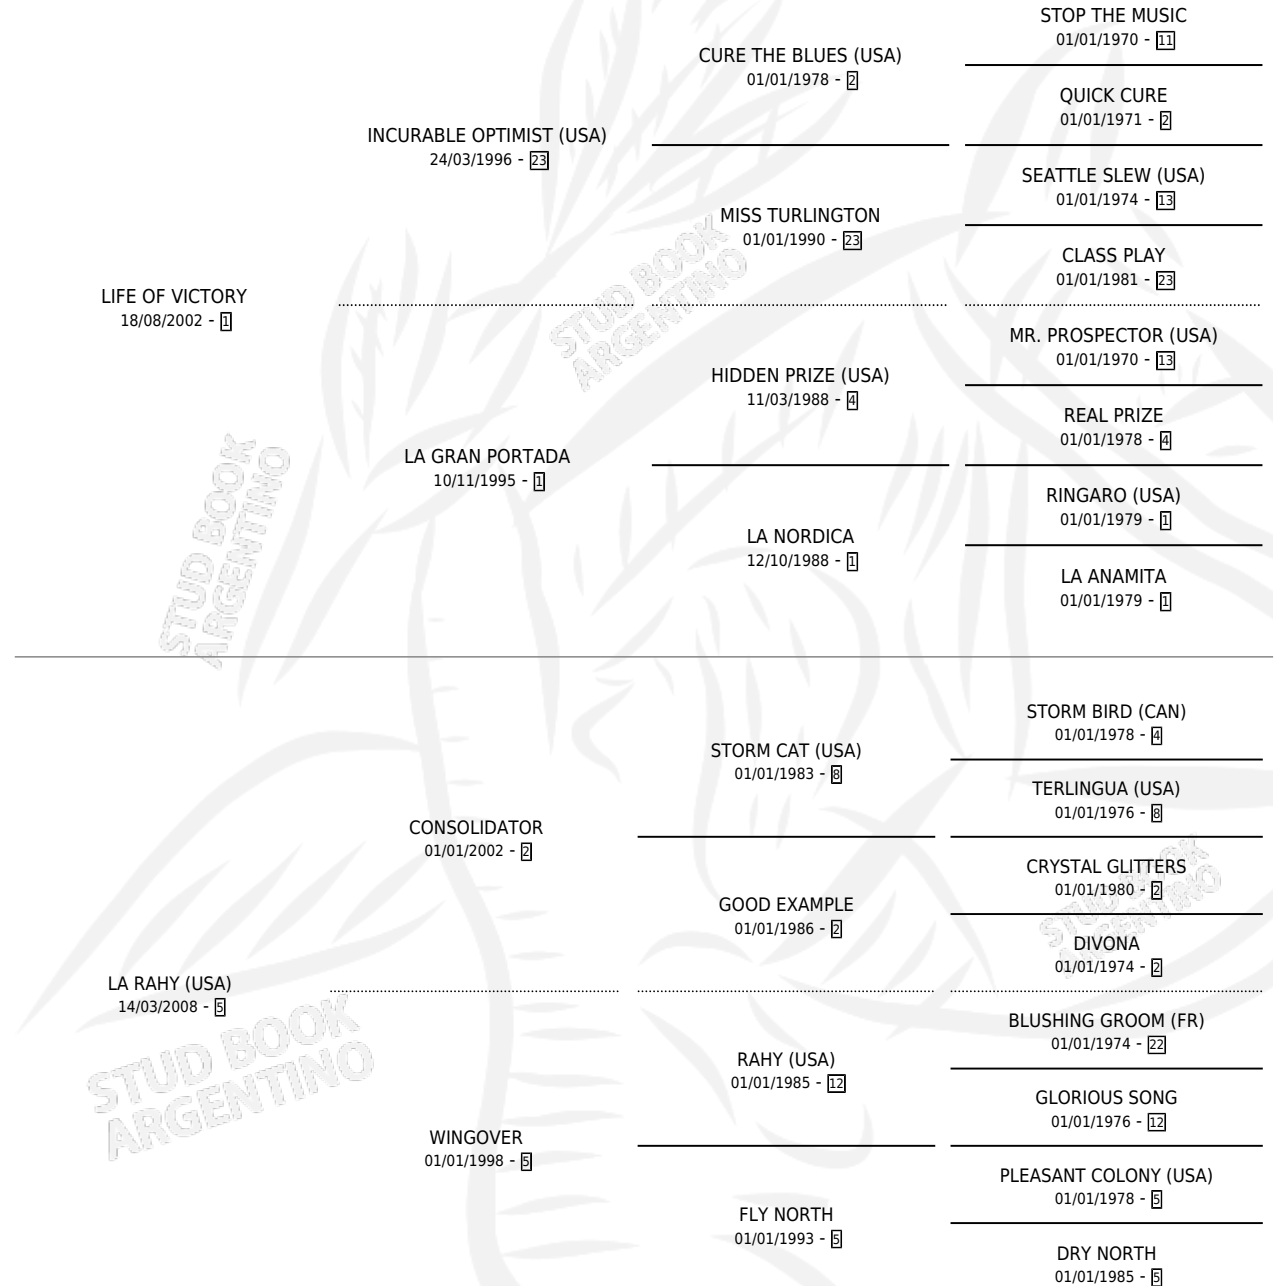 STOP THE MUSIC
01/01/1970 - 11
CURE THE BLUES (USA)
01/01/1978 - 2
QUICK CURE
01/01/1971 - 2
INCURABLE OPTIMIST (USA)
24/03/1996 - 23
SEATTLE SLEW (USA)
01/01/1974 - 13
MISS TURLINGTON
01/01/1990 - 23
CLASS PLAY
01/01/1981 - 23
LIFE OF VICTORY
18/08/2002 - 1
MR. PROSPECTOR (USA)
01/01/1970 - 13
HIDDEN PRIZE (USA)
11/03/1988 - 4
REAL PRIZE
01/01/1978 - 4
LA GRAN PORTADA
10/11/1995 - 1
RINGARO (USA)
01/01/1979 - 1
LA NORDICA
12/10/1988 - 1
LA ANAMITA
01/01/1979 - 1
STORM BIRD (CAN)
01/01/1978 - 4
STORM CAT (USA)
01/01/1983 - 8
TERLINGUA (USA)
01/01/1976 - 8
CONSOLIDATOR
01/01/2002 - 2
CRYSTAL GLITTERS
01/01/1980 - 2
GOOD EXAMPLE
01/01/1986 - 2
DIVONA
01/01/1974 - 2
LA RAHY (USA)
14/03/2008 - 5
BLUSHING GROOM (FR)
01/01/1974 - 22
RAHY (USA)
01/01/1985 - 12
GLORIOUS SONG
01/01/1976 - 12
WINGOVER
01/01/1998 - 5
PLEASANT COLONY (USA)
01/01/1978 - 5
FLY NORTH
01/01/1993 - 5
DRY NORTH
01/01/1985 - 5
STUD BOOK
ARGENTINO
STUD BOOK
ARGENTINO
STUD BOOK
ARGENTINO
STUD BOOK
ARGENTINO